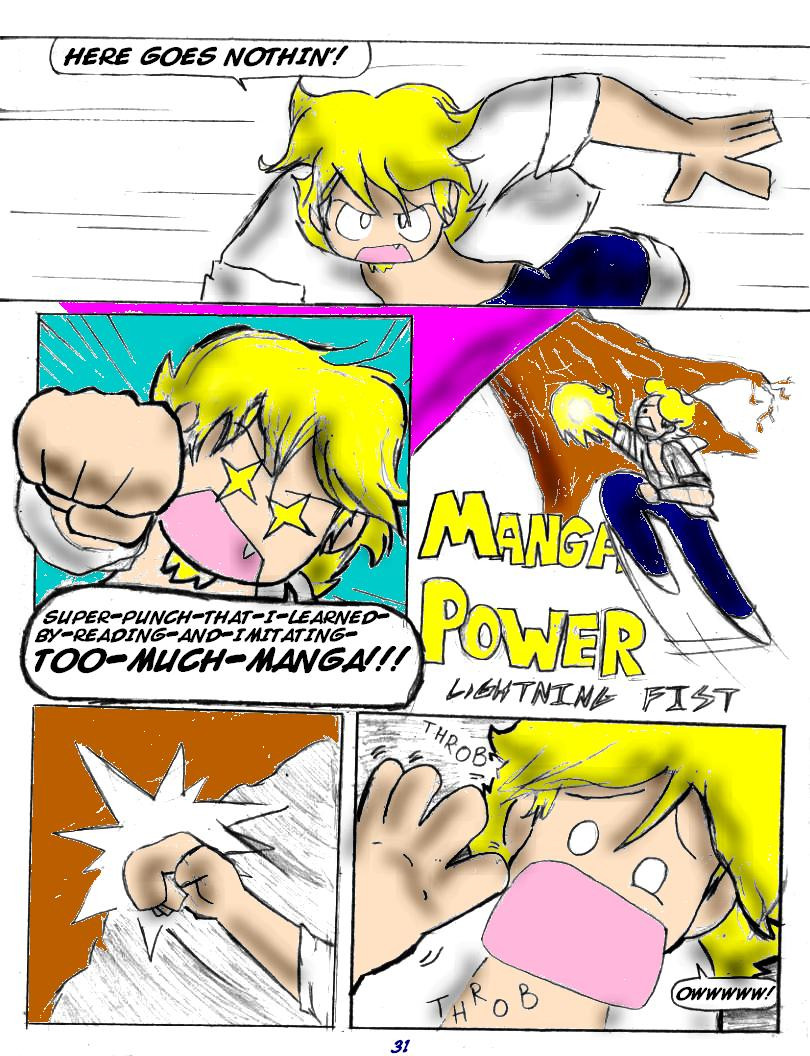 HERE GOES NOTHIN'!
SUPER-PUNCH-THAT-I-LEARNED-
BY-READING-AND-IMITATING-
TOO-MUCH-MANGA!!!
MANGA
POWER
LIGHTNING FIST
THROB
THROB
OWWWWW!
31